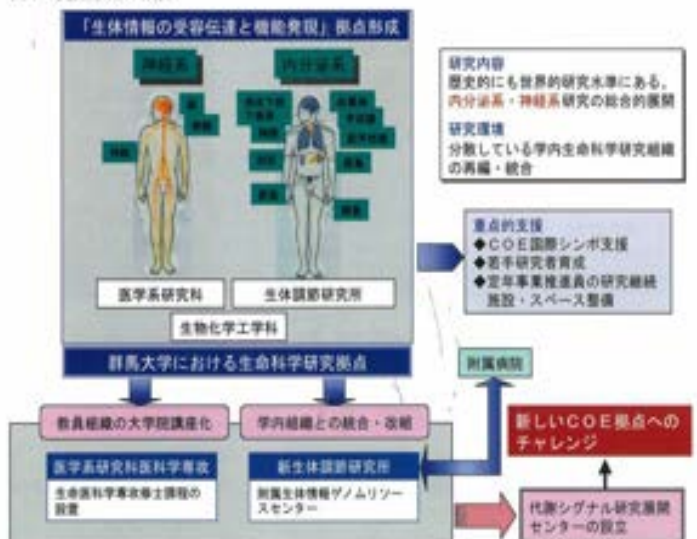 「生体情報の受容伝達と機能発現」拠点形成
神経系
内分泌系
研究内容
歴史的にも世界的研究水準にある、
内分泌系・神経系研究の総合的展開
研究環境
分散している学内生命科学研究組織
の再編・統合
重点的支援
◆COE国際シンポ支援
◆若手研究者育成
◆定年事業推進員の研究継続
施設・スペース整備
医学系研究科
生体調節研究所
生物化学工学科
群馬大学における生命科学研究拠点
附属病院
教員組織の大学院講座化
学内組織との統合・改組
新しいCOE拠点への
チャレンジ
医学系研究科医科学専攻
生命医科学専攻修士課程の
設置
新生体調節研究所
附属生体情報ゲノムリソー
スセンター
代謝シグナル研究展開
センターの設立